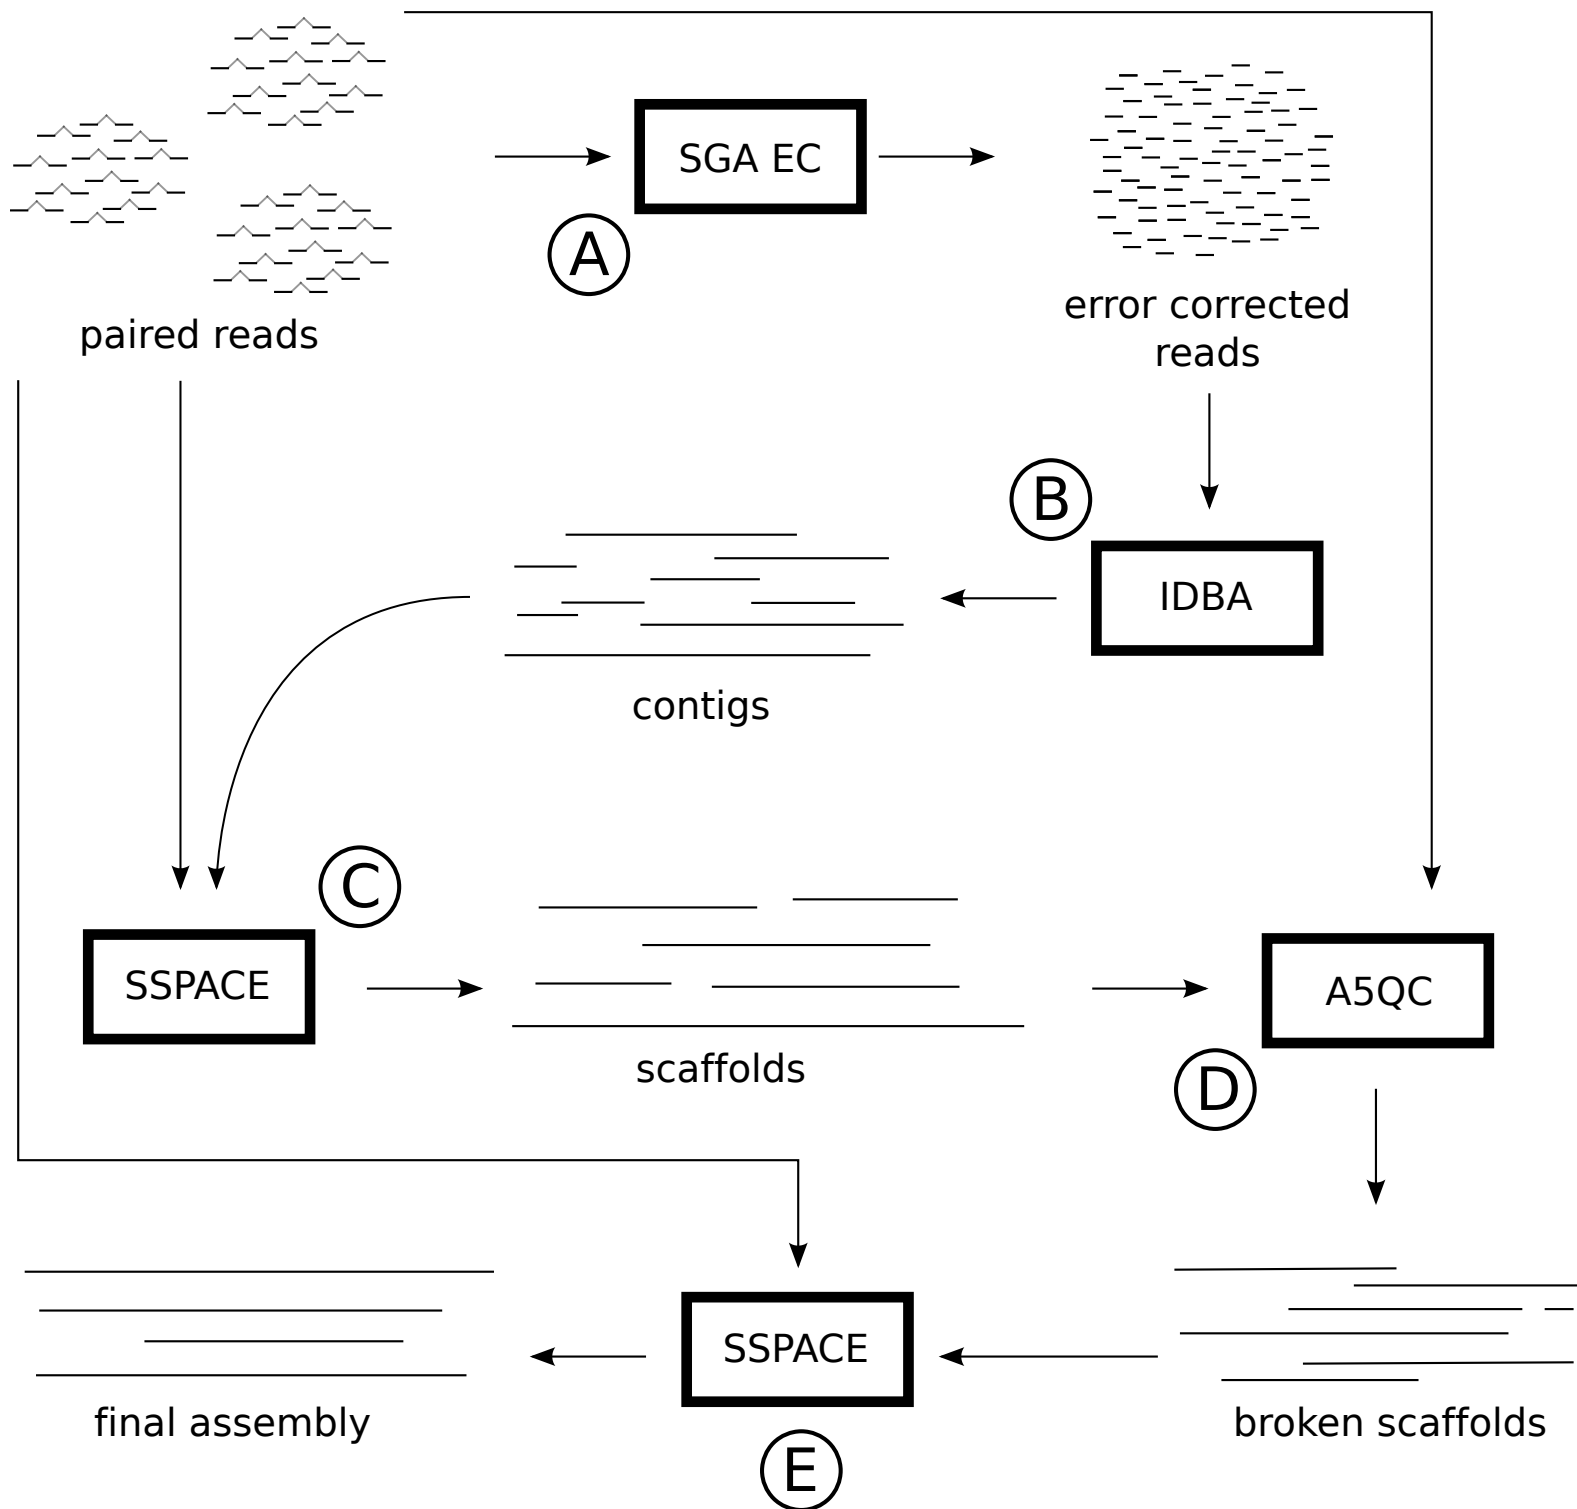 SGA EC
A
paired reads
error corrected
reads
B
IDBA
contigs
C
SSPACE
scaffolds
A5QC
D
SSPACE
final assembly
broken scaffolds
E